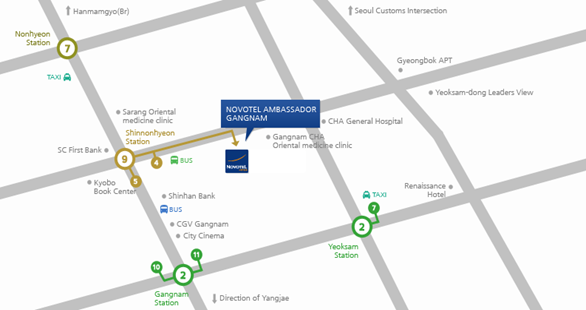 Hanmamgyo(Br)
Seoul Customs Intersection
Nonhyeon
Station
7
TAXI
Gyeongbok APT
Yeoksam-dong Leaders View
NOVOTEL AMBASSADOR
GANGNAM
Sarang Oriental
medicine clinic
CHA General Hospital
Shinnonhyeon
Station
Gangnam CHA
Oriental medicine clinic
SC First Bank
9
4
BUS
NOVOTEL
5
Kyobo
Book Center
Shinhan Bank
BUS
TAXI
Renaissance
Hotel
7
CGV Gangnam
City Cinema
2
Yeoksam
Station
11
10
2
Gangnam
Station
Direction of Yangjae